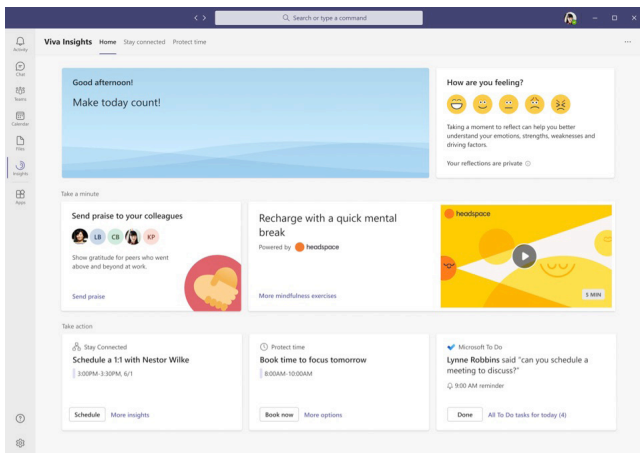 Search or type a command
Activity
Chat
Teams
Calendar
Files
Insights
Apps
Viva Insights Home Stay connected Protect time
Good afternoon!
Make today count!
How are you feeling?
Taking a moment to reflect can help you better
understand your emotions, strengths, weaknesses and
driving factors.
Your reflections are private
Take a minute
Send praise to your colleagues
LB CB KP
Show gratitude for peers who went
above and beyond at work.
Send praise
Recharge with a quick mental
break
Powered by headspace
More mindfulness exercises
headspace
5 MIN
Take action
Stay Connected
Schedule a 1:1 with Nestor Wilke
3:00PM-3:30PM, 6/1
Schedule More insights
Protect time
Book time to focus tomorrow
8:00AM-10:00AM
Book now More options
Microsoft To Do
Lynne Robbins said “can you schedule a
meeting to discuss?”
9:00 AM reminder
Done All To Do tasks for today (4)